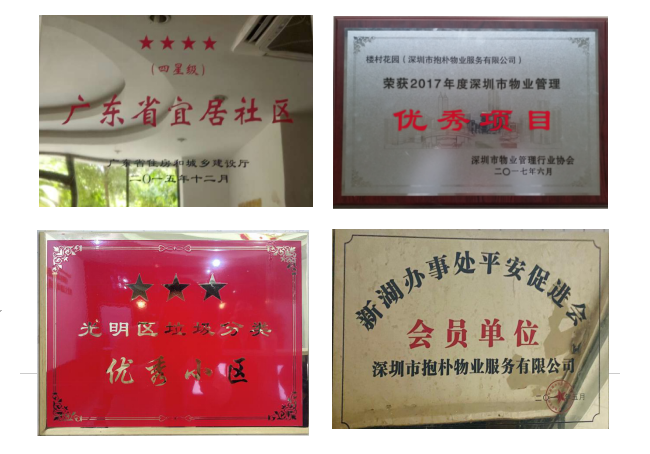 ★★★★
(四星级)
广东省宜居社区
广东省住房和城乡建设厅
二〇一五年十二月
楼村花园（深圳市抱朴物业服务有限公司）
荣获2017年度深圳市物业管理
优秀项目
深圳市物业管理行业协会
二〇一七年六月
★★★
光明区垃圾分类
优秀小区
新湖办事处平安促进会
会员单位
深圳市抱朴物业服务有限公司